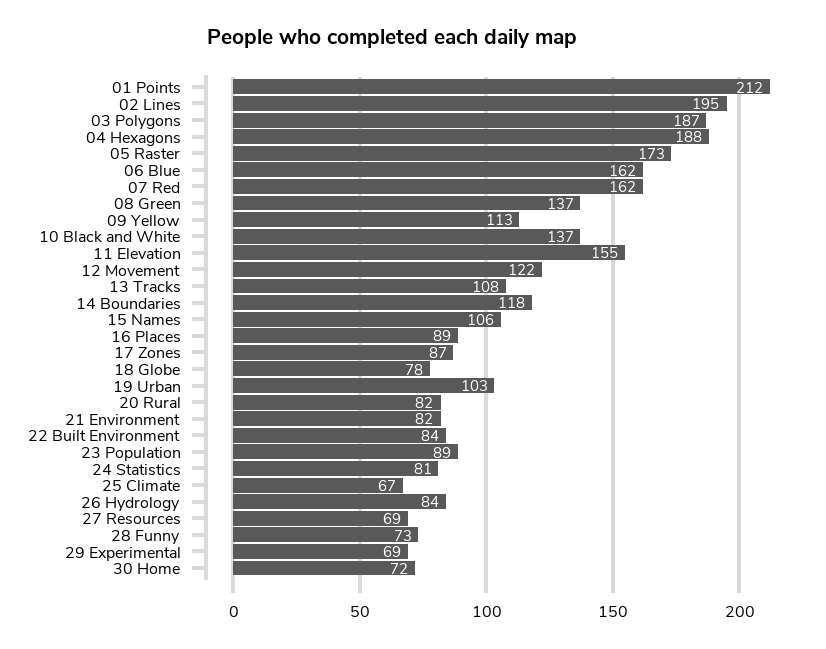 People who completed each daily map
01 Points 212
02 Lines 195
03 Polygons 187
04 Hexagons 188
05 Raster 173
06 Blue 162
07 Red 162
08 Green 137
09 Yellow 113
10 Black and White 137
11 Elevation 155
12 Movement 122
13 Tracks 108
14 Boundaries 118
15 Names 106
16 Places 89
17 Zones 87
18 Globe 78
19 Urban 103
20 Rural 82
21 Environment 82
22 Built Environment 84
23 Population 89
24 Statistics 81
25 Climate 67
26 Hydrology 84
27 Resources 69
28 Funny 73
29 Experimental 69
30 Home 72
0 50 100 150 200